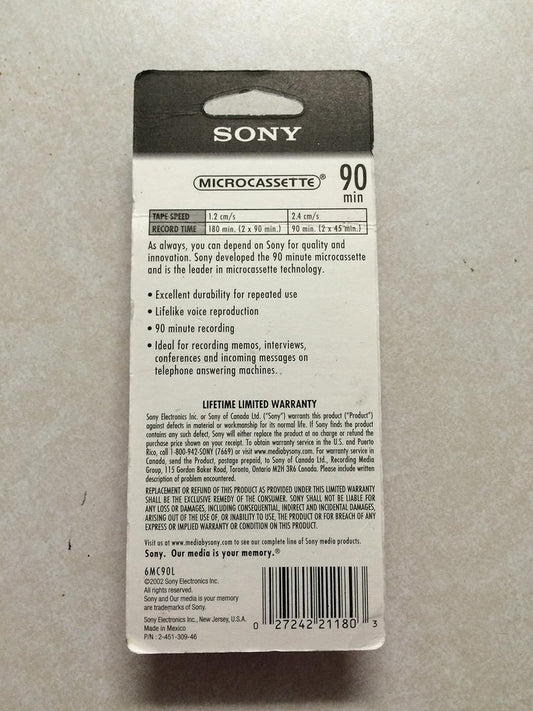 SONY
MICROCASSETTE® 90
min
TAPE SPEED 1.2 cm/s 2.4 cm/s
RECORD TIME 180 min. (2 x 90 min.) 90 min. (2 x 45 min.)
As always, you can depend on Sony for quality and
innovation. Sony developed the 90 minute microcassette
and is the leader in microcassette technology.
• Excellent durability for repeated use
• Lifelike voice reproduction
• 90 minute recording
• Ideal for recording memos, interviews,
conferences and incoming messages on
telephone answering machines.
LIFETIME LIMITED WARRANTY
Sony Electronics Inc. or Sony of Canada Ltd. ("Sony") warrants this product ("Product")
against defects in material or workmanship for its normal life. If Sony finds the product
contains any such defect, Sony will either replace the product at no charge or refund the
purchase price shown on your receipt. To obtain warranty service in the U.S. and Puerto
Rico, call 1-800-942-SONY (7669) or visit www.mediabysony.com. For warranty service in
Canada, send the Product, postage prepaid, to Sony of Canada Ltd., Recording Media
Group, 115 Gordon Baker Road, Toronto, Ontario M2H 3R6 Canada. Please include written
description of problem encountered.
REPLACEMENT OR REFUND OF THIS PRODUCT AS PROVIDED UNDER THIS LIMITED WARRANTY
SHALL BE THE EXCLUSIVE REMEDY OF THE CONSUMER. SONY SHALL NOT BE LIABLE FOR
ANY LOSS OR DAMAGES, INCLUDING CONSEQUENTIAL, INDIRECT AND INCIDENTAL DAMAGES,
ARISING OUT OF THE USE OF, OR INABILITY TO USE, THE PRODUCT OR FOR BREACH OF ANY
EXPRESS OR IMPLIED WARRANTY OR CONDITION ON THIS PRODUCT.
Visit us at www.mediabysony.com to see our complete line of Sony media products.
Sony. Our media is your memory.®
6MC90L
©2002 Sony Electronics Inc.
All rights reserved.
Sony and Our media is your memory
are trademarks of Sony.
Sony Electronics Inc., New Jersey, U.S.A.
Made in Mexico
P/N : 2-451-309-46
0 27242 21180 3